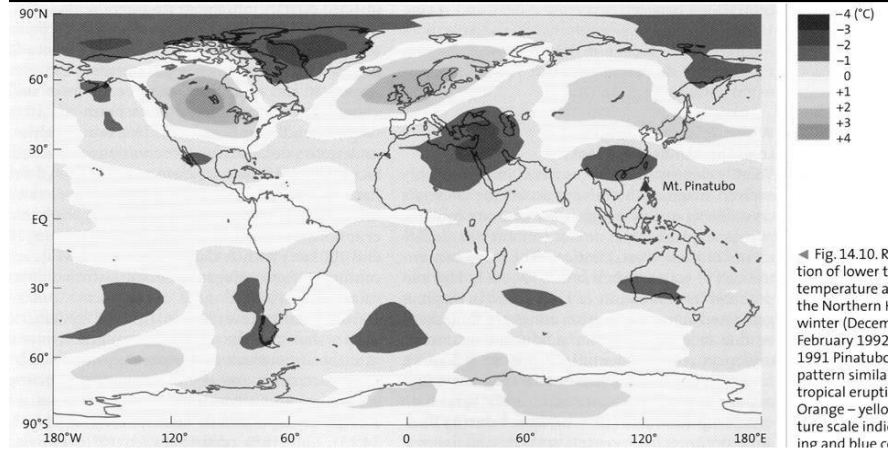 90°N
60°
30°
EQ
30°
60°
90°S
180°W
120°
60°
0
60°
120°
180°E
Mt. Pinatubo
−4 (°C)
−3
−2
−1
0
+1
+2
+3
+4
◄ Fig. 14.10. R
tion of lower t
temperature a
the Northern H
winter (Decem
February 1992
1991 Pinatubo
pattern simila
tropical erupti
Orange – yello
ture scale indic
ing and blue c